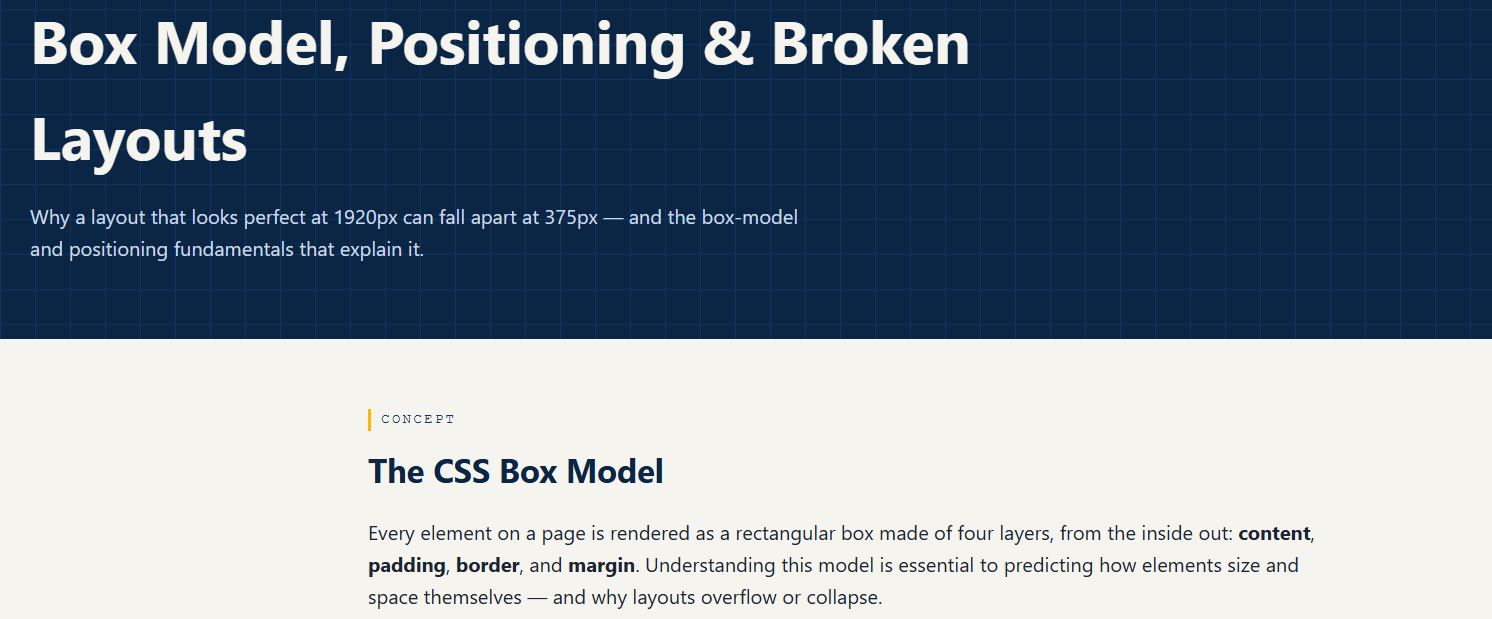 Box Model, Positioning & Broken
Layouts
Why a layout that looks perfect at 1920px can fall apart at 375px — and the box-model
and positioning fundamentals that explain it.
CONCEPT
The CSS Box Model
Every element on a page is rendered as a rectangular box made of four layers, from the inside out: content,
padding, border, and margin. Understanding this model is essential to predicting how elements size and
space themselves — and why layouts overflow or collapse.